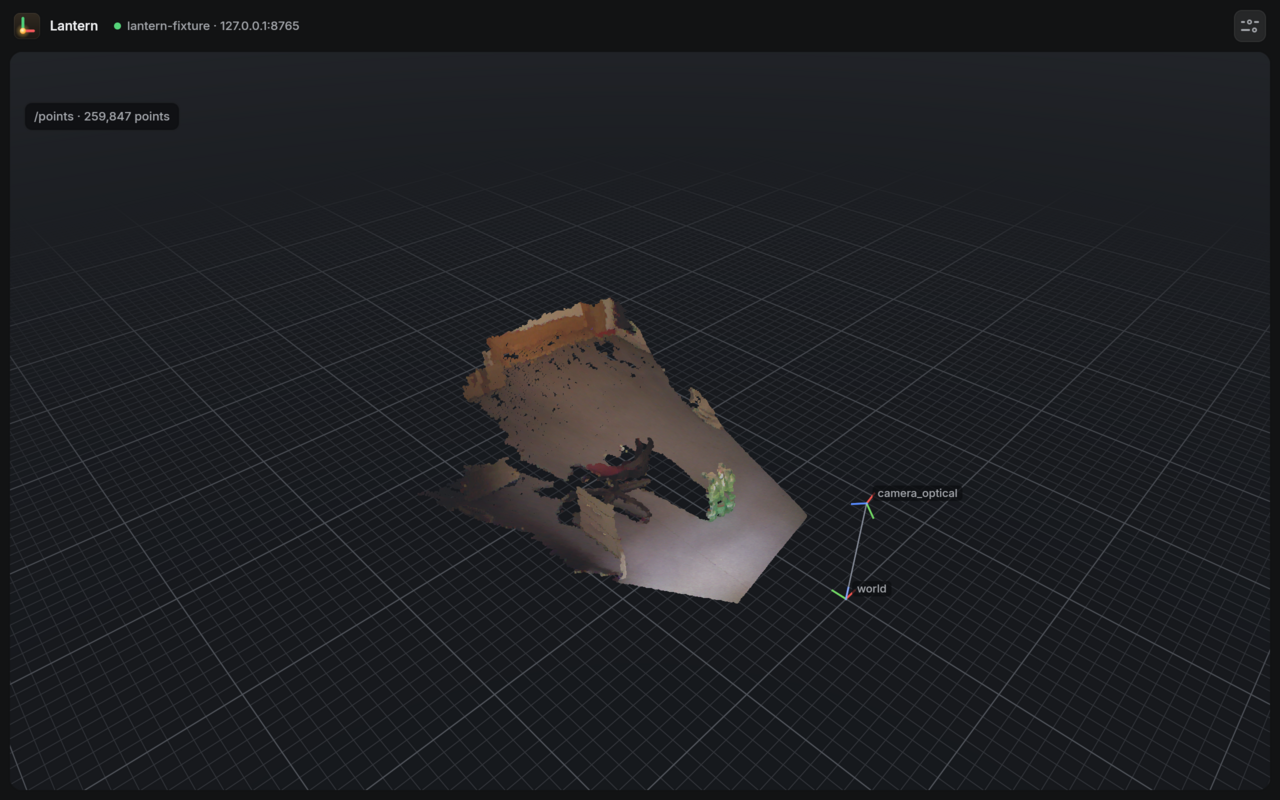 Lantern
lantern-fixture · 127.0.0.1:8765
/points · 259,847 points
camera_optical
world